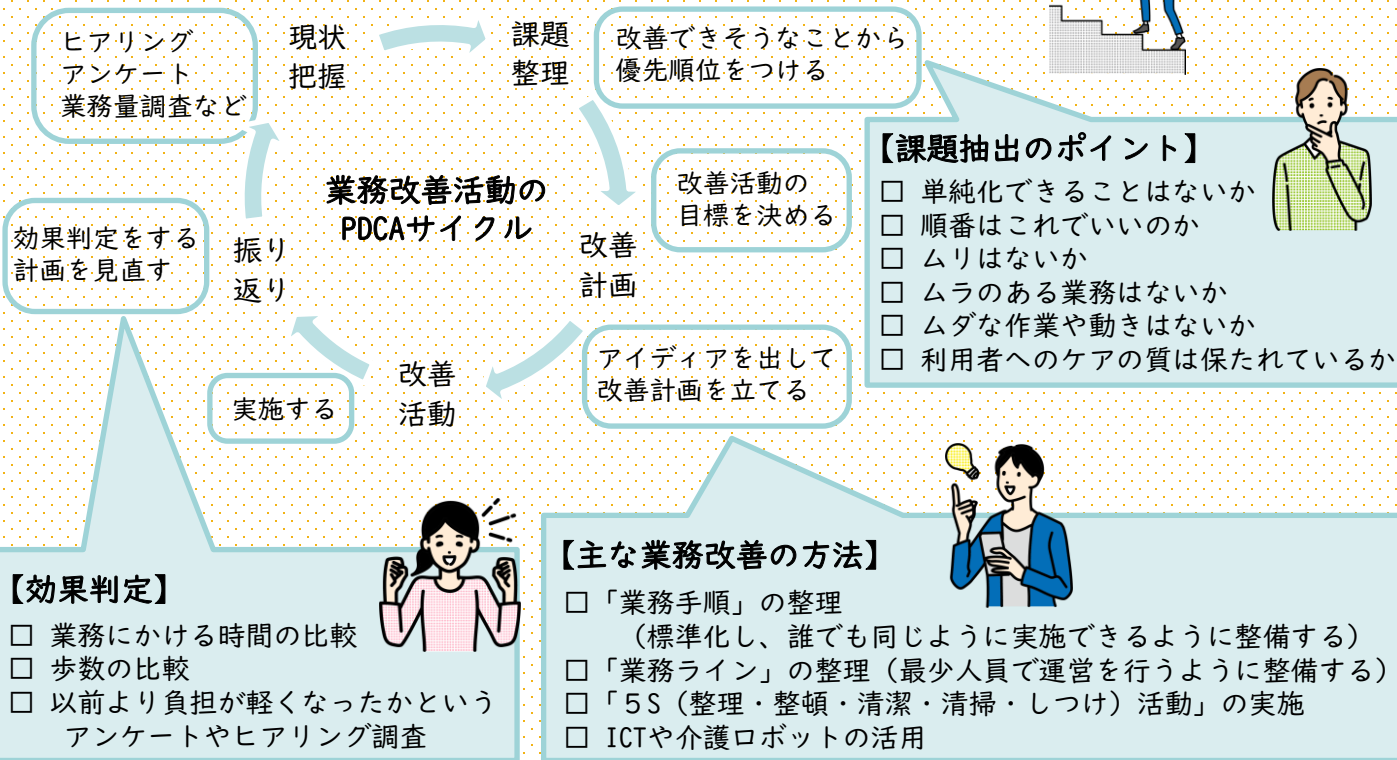 ヒアリング
アンケート
業務量調査など
現状
把握
課題
整理
改善できそうなことから
優先順位をつける
【課題抽出のポイント】
□ 単純化できることはないか
□ 順番はこれでいいのか
□ ムリはないか
□ ムラのある業務はないか
□ ムダな作業や動きはないか
□ 利用者へのケアの質は保たれているか
業務改善活動の
PDCAサイクル
改善活動の
目標を決める
効果判定をする
計画を見直す
振り
返り
改善
計画
アイディアを出して
改善計画を立てる
改善
活動
実施する
【効果判定】
□ 業務にかける時間の比較
□ 歩数の比較
□ 以前より負担が軽くなったかという
アンケートやヒアリング調査
【主な業務改善の方法】
□「業務手順」の整理
（標準化し、誰でも同じように実施できるように整備する）
□「業務ライン」の整理（最少人員で運営を行うように整備する）
□「５S（整理・整頓・清潔・清掃・しつけ）活動」の実施
□ ICTや介護ロボットの活用